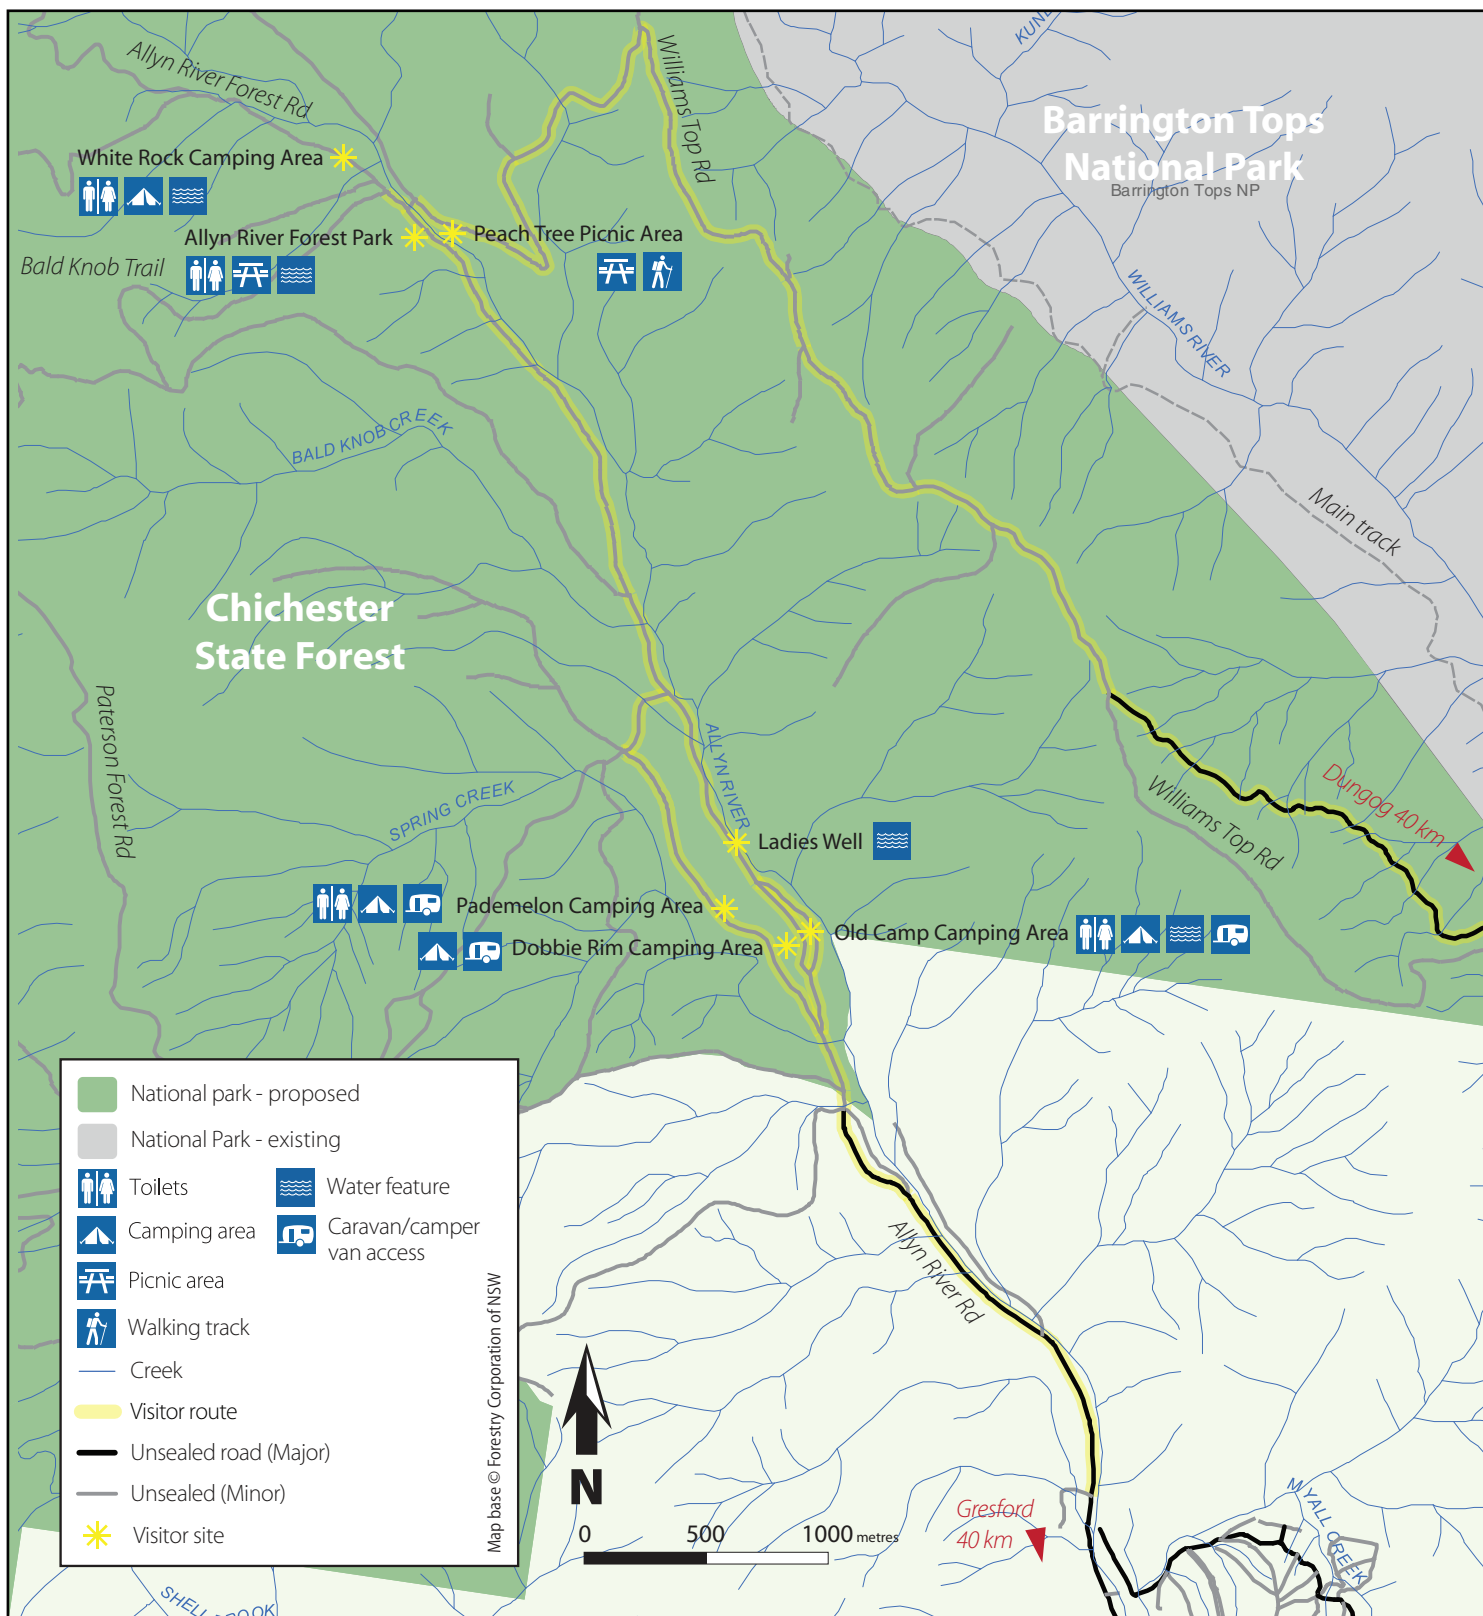 KUND
Allyn River Forest Rd
Williams Top Rd
Barrington Tops
National Park
Barrington Tops NP
White Rock Camping Area
Allyn River Forest Park
Peach Tree Picnic Area
Bald Knob Trail
WILLIAMS RIVER
BALD KNOB CREEK
Main track
Chichester
State Forest
Paterson Forest Rd
ALLYN RIVER
SPRING CREEK
Dungog 40 km
Williams Top Rd
Ladies Well
Pademelon Camping Area
Old Camp Camping Area
Dobbie Rim Camping Area
National park - proposed
National Park - existing
Toilets
Water feature
Camping area
Caravan/camper
van access
Picnic area
Walking track
Creek
Visitor route
Unsealed road (Major)
Unsealed (Minor)
Visitor site
Map base © Forestry Corporation of NSW
Allyn River Rd
N
0 500 1000 metres
Gresford
40 km
MYALL CREEK
SHELLBROOK